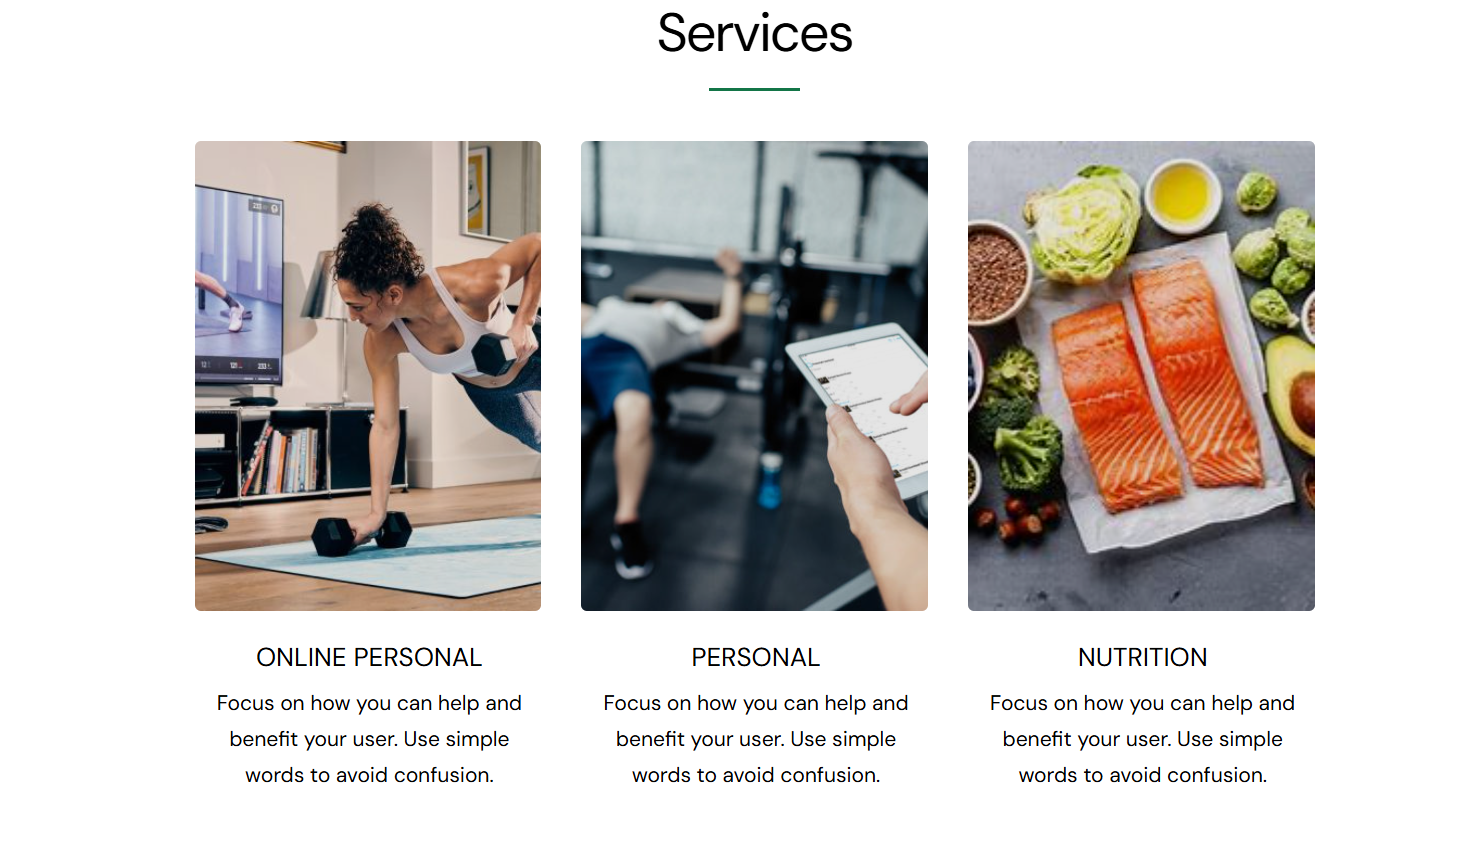 Services
ONLINE PERSONAL
Focus on how you can help and
benefit your user. Use simple
words to avoid confusion.
PERSONAL
Focus on how you can help and
benefit your user. Use simple
words to avoid confusion.
NUTRITION
Focus on how you can help and
benefit your user. Use simple
words to avoid confusion.